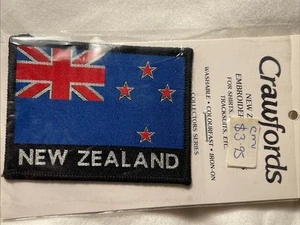 NEW ZEALAND
Crawfords
NEW Z
EMBROIDE
FOR SHIRTS,
TRACKSUITS, ETC.
WASHABLE • COLOURFAST • IRON-ON
COLLECTORS SERIES
$3.95